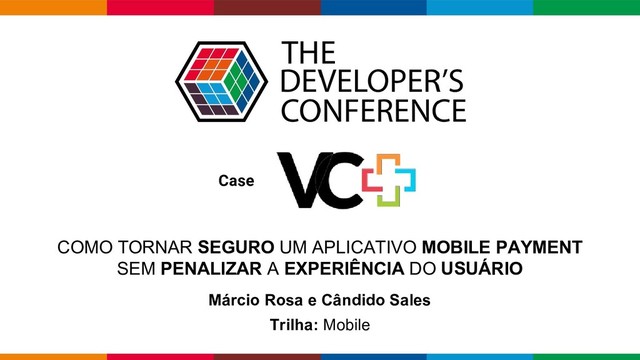 THE
DEVELOPER'S
CONFERENCE
Case VC+
COMO TORNAR SEGURO UM APLICATIVO MOBILE PAYMENT
SEM PENALIZAR A EXPERIÊNCIA DO USUÁRIO
Márcio Rosa e Cândido Sales
Trilha: Mobile